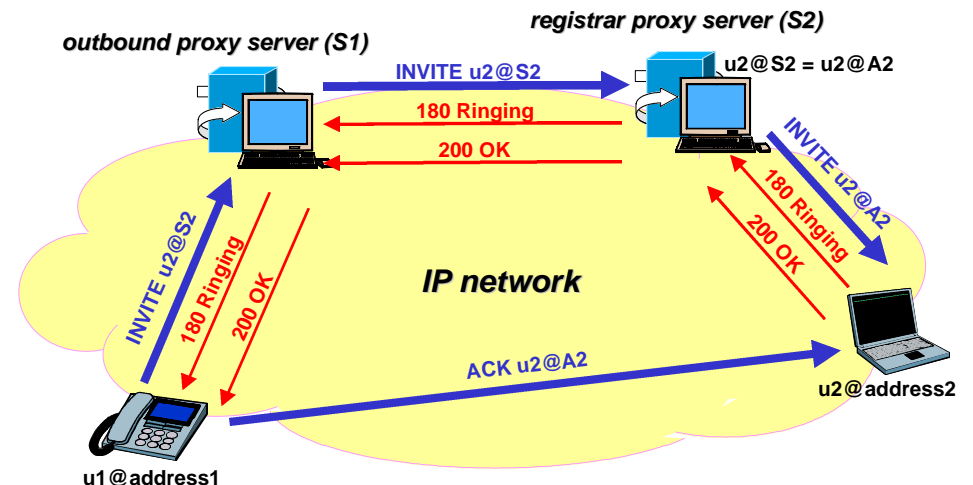 registrar proxy server (S2)
outbound proxy server (S1)
u2@S2 = u2@A2
INVITE u2@S2
180 Ringing
200 OK
INVITE u2@A2
180 Ringing
200 OK
INVITE u2@S2
180 Ringing
200 OK
IP network
ACK u2@A2
u2@address2
u1@address1